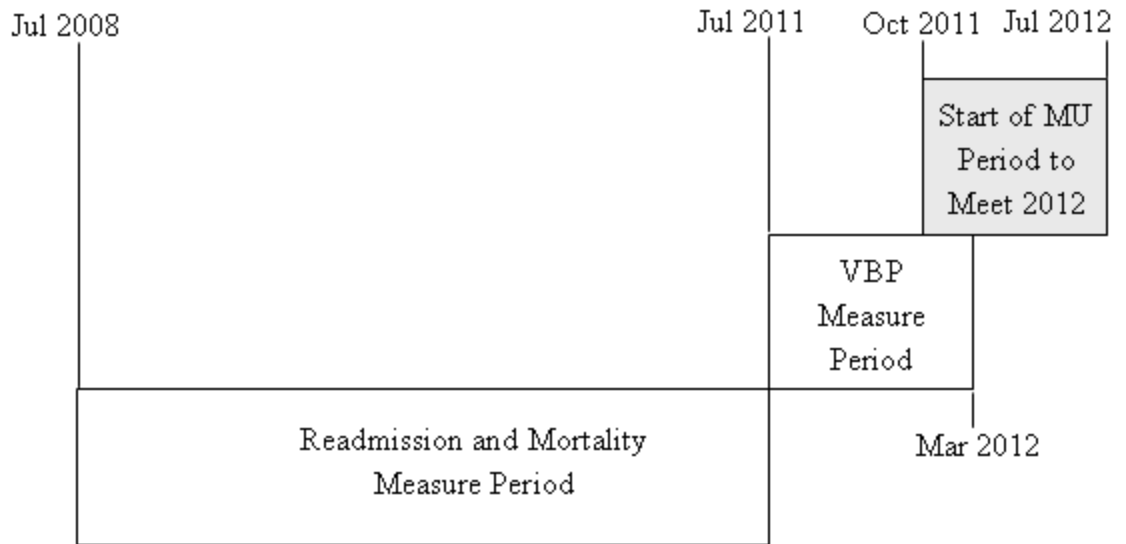 Jul 2008
Jul 2011
Oct 2011
Jul 2012
Start of MU
Period to
Meet 2012
VBP
Measure
Period
Readmission and Mortality
Measure Period
Mar 2012